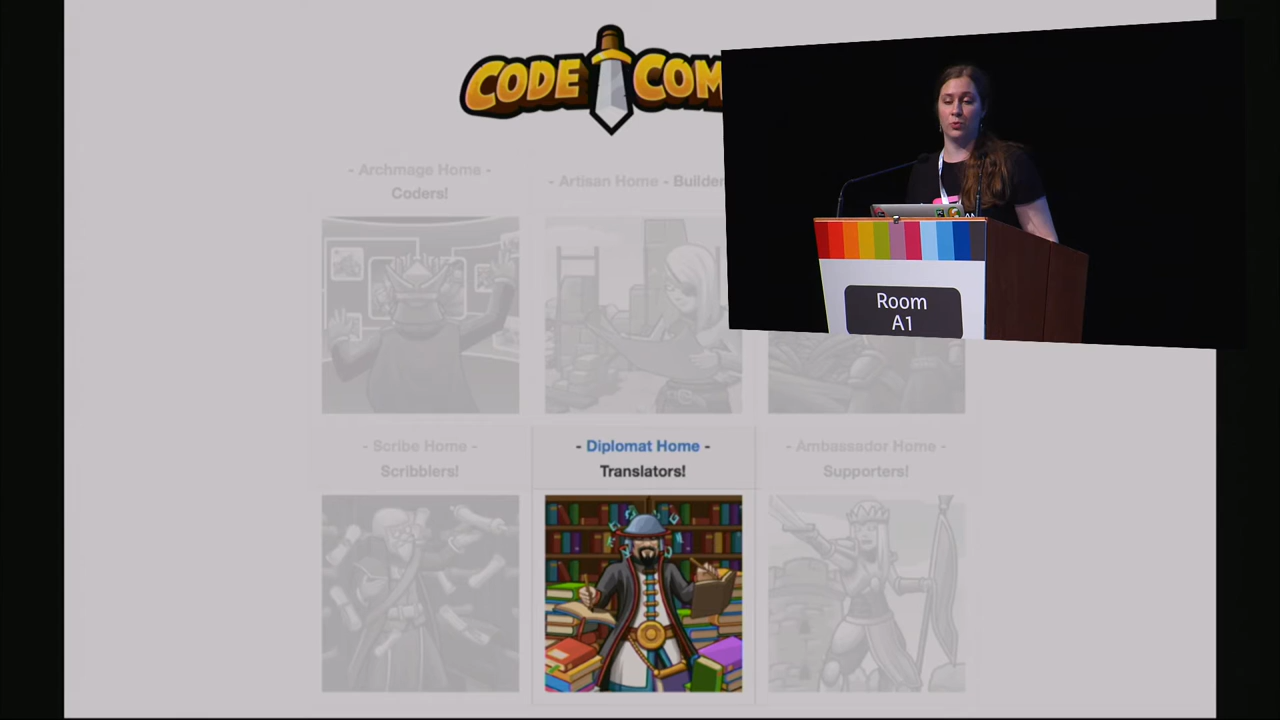 CODE COM
- Archmage Home -
Coders!
- Artisan Home - Builder
- Scribe Home -
Scribblers!
- Diplomat Home -
Translators!
- Ambassador Home -
Supporters!
Room
A1